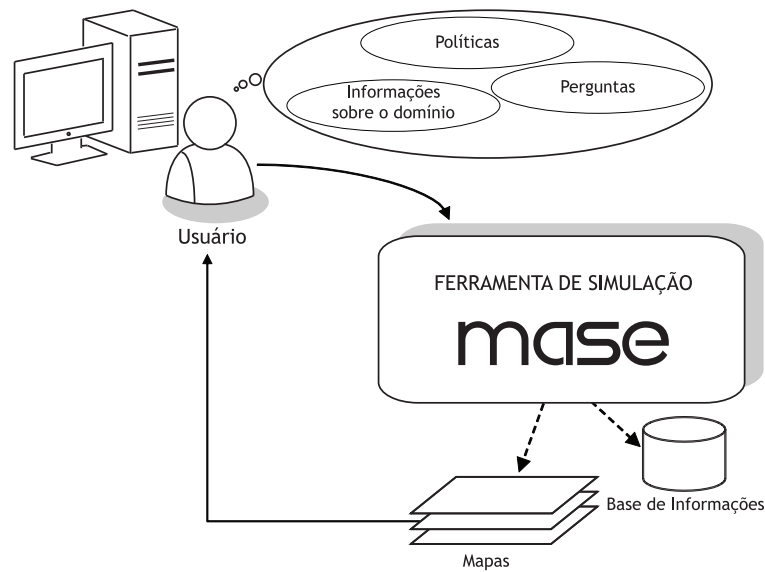 Políticas
Informações
sobre o domínio
Perguntas
Usuário
FERRAMENTA DE SIMULAÇÃO
mase
Base de Informações
Mapas